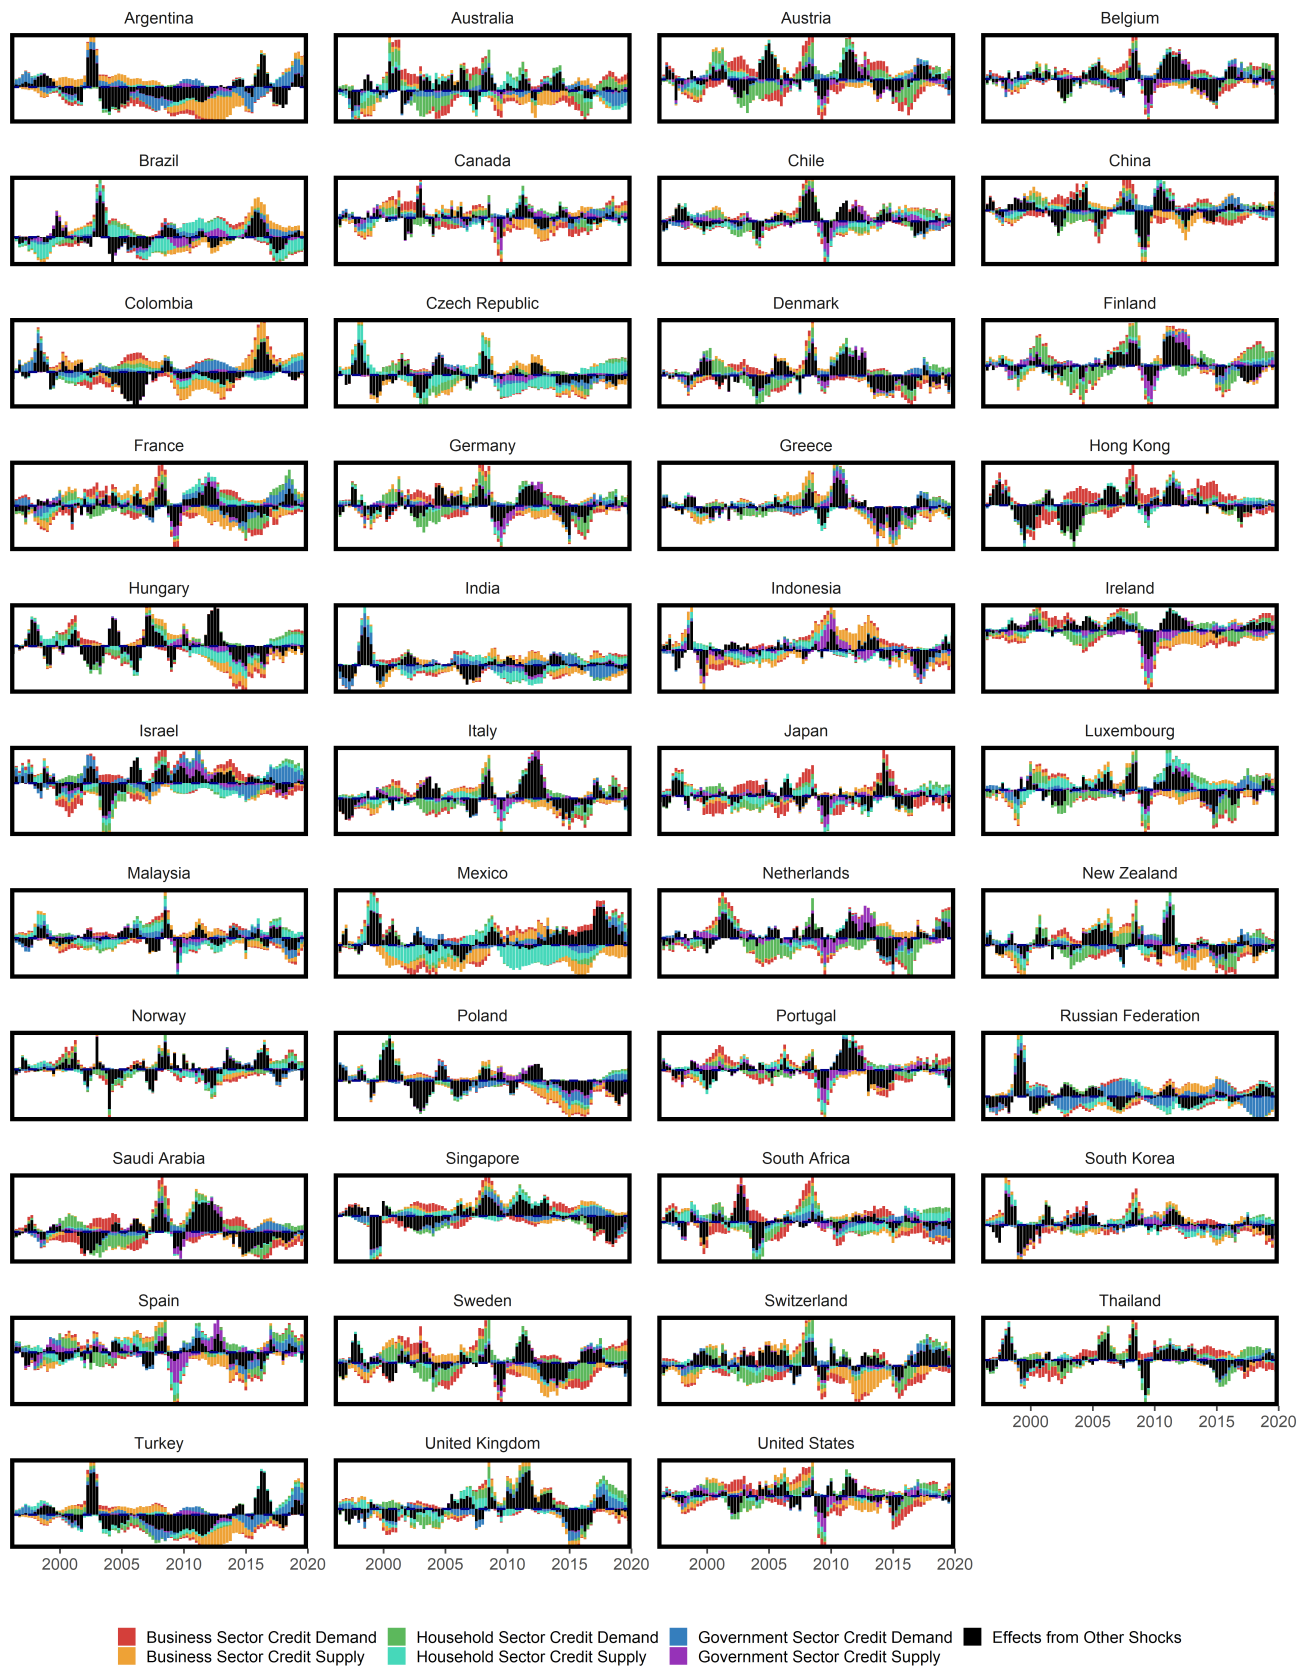 Argentina Australia Austria Belgium
Brazil Canada Chile China
Colombia Czech Republic Denmark Finland
France Germany Greece Hong Kong
Hungary India Indonesia Ireland
Israel Italy Japan Luxembourg
Malaysia Mexico Netherlands New Zealand
Norway Poland Portugal Russian Federation
Saudi Arabia Singapore South Africa South Korea
Spain Sweden Switzerland Thailand
2000 2005 2010 2015 2020
Turkey United Kingdom United States
2000 2005 2010 2015 2020 2000 2005 2010 2015 2020 2000 2005 2010 2015 2020
Business Sector Credit Demand Household Sector Credit Demand Government Sector Credit Demand Effects from Other Shocks
Business Sector Credit Supply Household Sector Credit Supply Government Sector Credit Supply